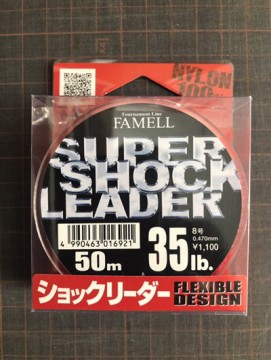 NYLON
100
Tournament Line
FAMELL
SUPER
SHOCK
LEADER
4 990463 016921
50m
35lb.
8号
0.470mm
¥1,100
ショックリーダー
FLEXIBLE
DESIGN